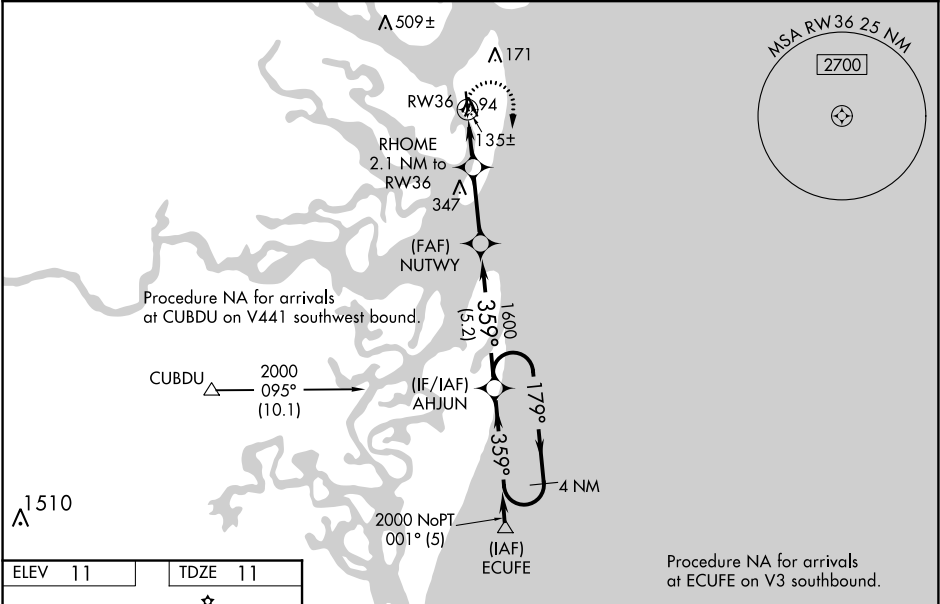 509±
171
MSA RW36 25 NM
2700
RW36
94
135±
RHOME
2.1 NM to
RW36
347
(FAF)
NUTWY
Procedure NA for arrivals
at CUBDU on V441 southwest bound.
359°
(5.2)
1600
CUBDU
2000
095°
(10.1)
(IF/IAF)
AHJUN
179°
359°
4 NM
1510
2000 NoPT
001° (5)
(IAF)
ECUFE
Procedure NA for arrivals
at ECUFE on V3 southbound.
ELEV 11
TDZE 11